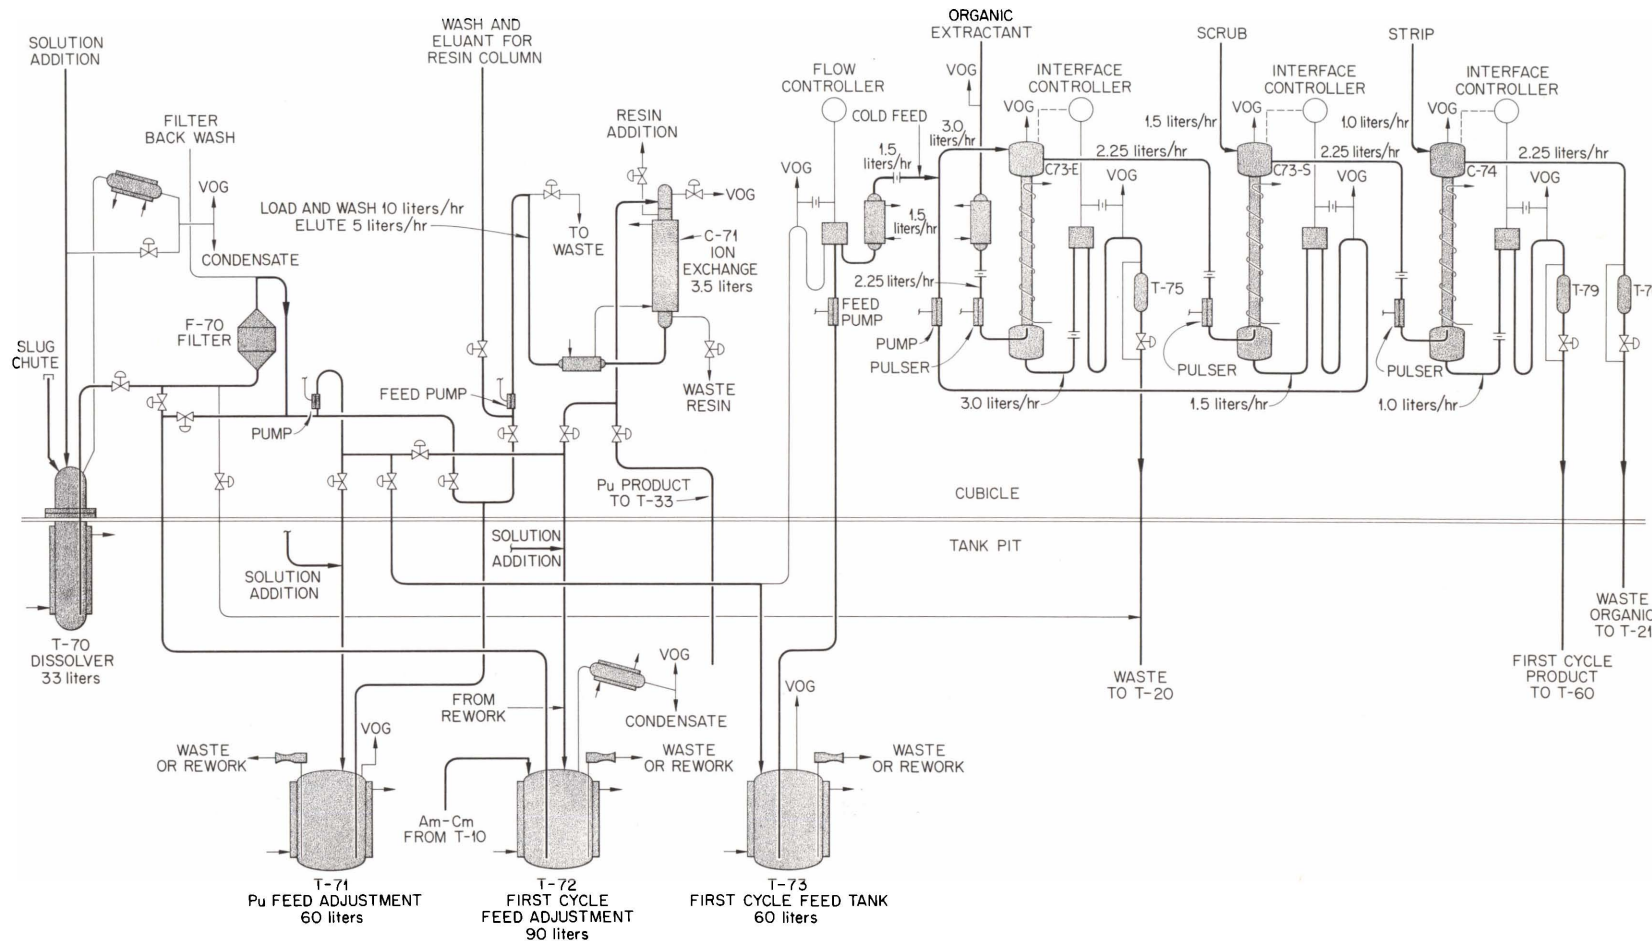 SOLUTION
ADDITION
FILTER
BACK WASH
VOG
CONDENSATE
F-70
FILTER
SLUG
CHUTE
PUMP
T-70
DISSOLVER
33 liters
WASH AND
ELUANT FOR
RESIN COLUMN
LOAD AND WASH 10 liters/hr
ELUTE 5 liters/hr
TO
WASTE
RESIN
ADDITION
VOG
C-71
ION
EXCHANGE
3.5 liters
FEED PUMP
WASTE
RESIN
Pu PRODUCT
TO T-33
FLOW
CONTROLLER
VOG
COLD FEED
1.5
liters/hr
3.0
liters/hr
1.5
liters/hr
2.25 liters/hr
FEED
PUMP
PUMP
PULSER
ORGANIC
EXTRACTANT
VOG
VOG
INTERFACE
CONTROLLER
C73-E
2.25 liters/hr
VOG
T-75
3.0 liters/hr
SCRUB
1.5 liters/hr
VOG
INTERFACE
CONTROLLER
C73-S
2.25 liters/hr
VOG
PULSER
1.5 liters/hr
STRIP
1.0 liters/hr
VOG
INTERFACE
CONTROLLER
C-74
2.25 liters/hr
VOG
T-79
T-7
PULSER
1.0 liters/hr
CUBICLE
TANK PIT
SOLUTION
ADDITION
SOLUTION
ADDITION
WASTE
TO T-20
WASTE
ORGANIC
TO T-21
FIRST CYCLE
PRODUCT
TO T-60
FROM
REWORK
VOG
CONDENSATE
VOG
WASTE
OR REWORK
VOG
WASTE
OR REWORK
WASTE
OR REWORK
Am-Cm
FROM T-10
T-71
Pu FEED ADJUSTMENT
60 liters
T-72
FIRST CYCLE
FEED ADJUSTMENT
90 liters
T-73
FIRST CYCLE FEED TANK
60 liters